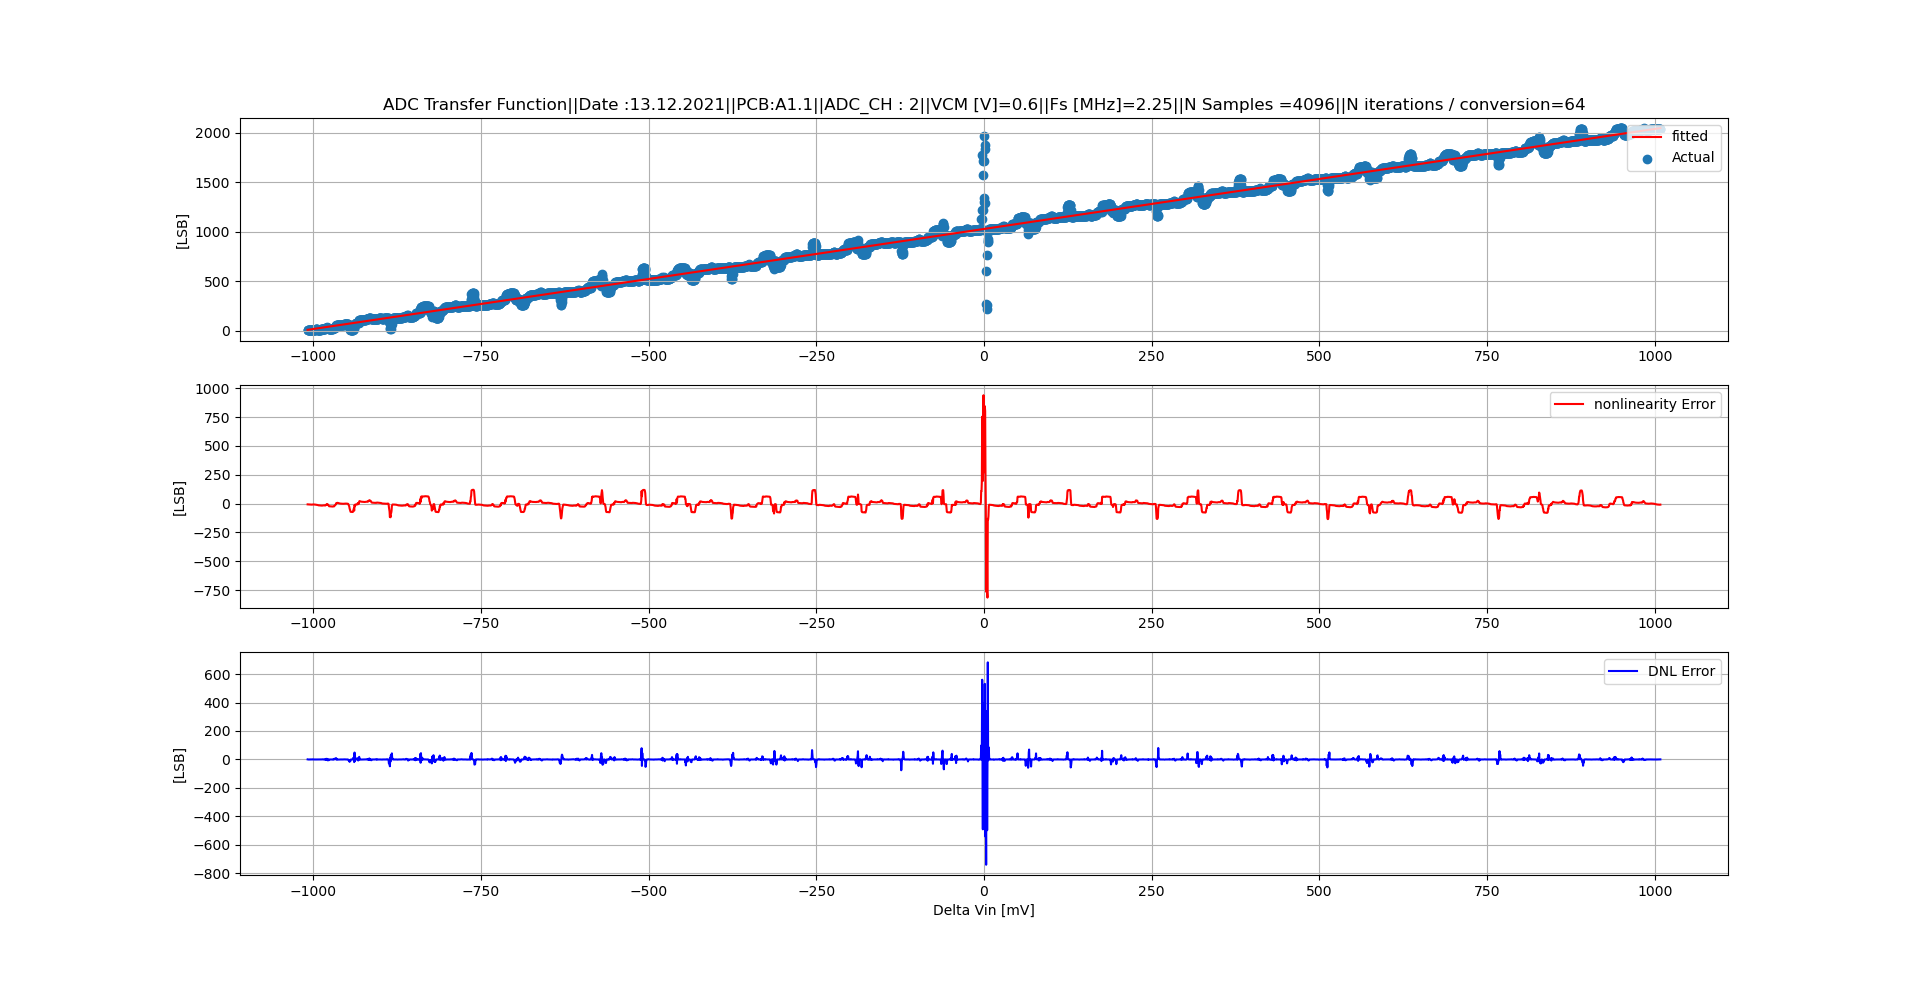 ADC Transfer Function||Date :13.12.2021||PCB:A1.1||ADC_CH : 2||VCM [V]=0.6||Fs [MHz]=2.25||N Samples =4096||N iterations / conversion=64
2000
1500
1000
500
0
[LSB]
fitted
Actual
−1000 −750 −500 −250 0 250 500 750 1000
1000
750
500
250
0
−250
−500
−750
[LSB]
nonlinearity Error
−1000 −750 −500 −250 0 250 500 750 1000
600
400
200
0
−200
−400
−600
−800
[LSB]
DNL Error
−1000 −750 −500 −250 0 250 500 750 1000
Delta Vin [mV]